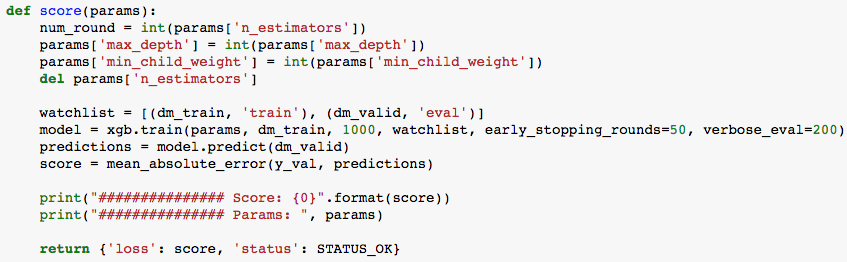 def score(params):
    num_round = int(params['n_estimators'])
    params['max_depth'] = int(params['max_depth'])
    params['min_child_weight'] = int(params['min_child_weight'])
    del params['n_estimators']

    watchlist = [(dm_train, 'train'), (dm_valid, 'eval')]
    model = xgb.train(params, dm_train, 1000, watchlist, early_stopping_rounds=50, verbose_eval=200)
    predictions = model.predict(dm_valid)
    score = mean_absolute_error(y_val, predictions)

    print("############### Score: {0}".format(score))
    print("############### Params: ", params)

    return {'loss': score, 'status': STATUS_OK}